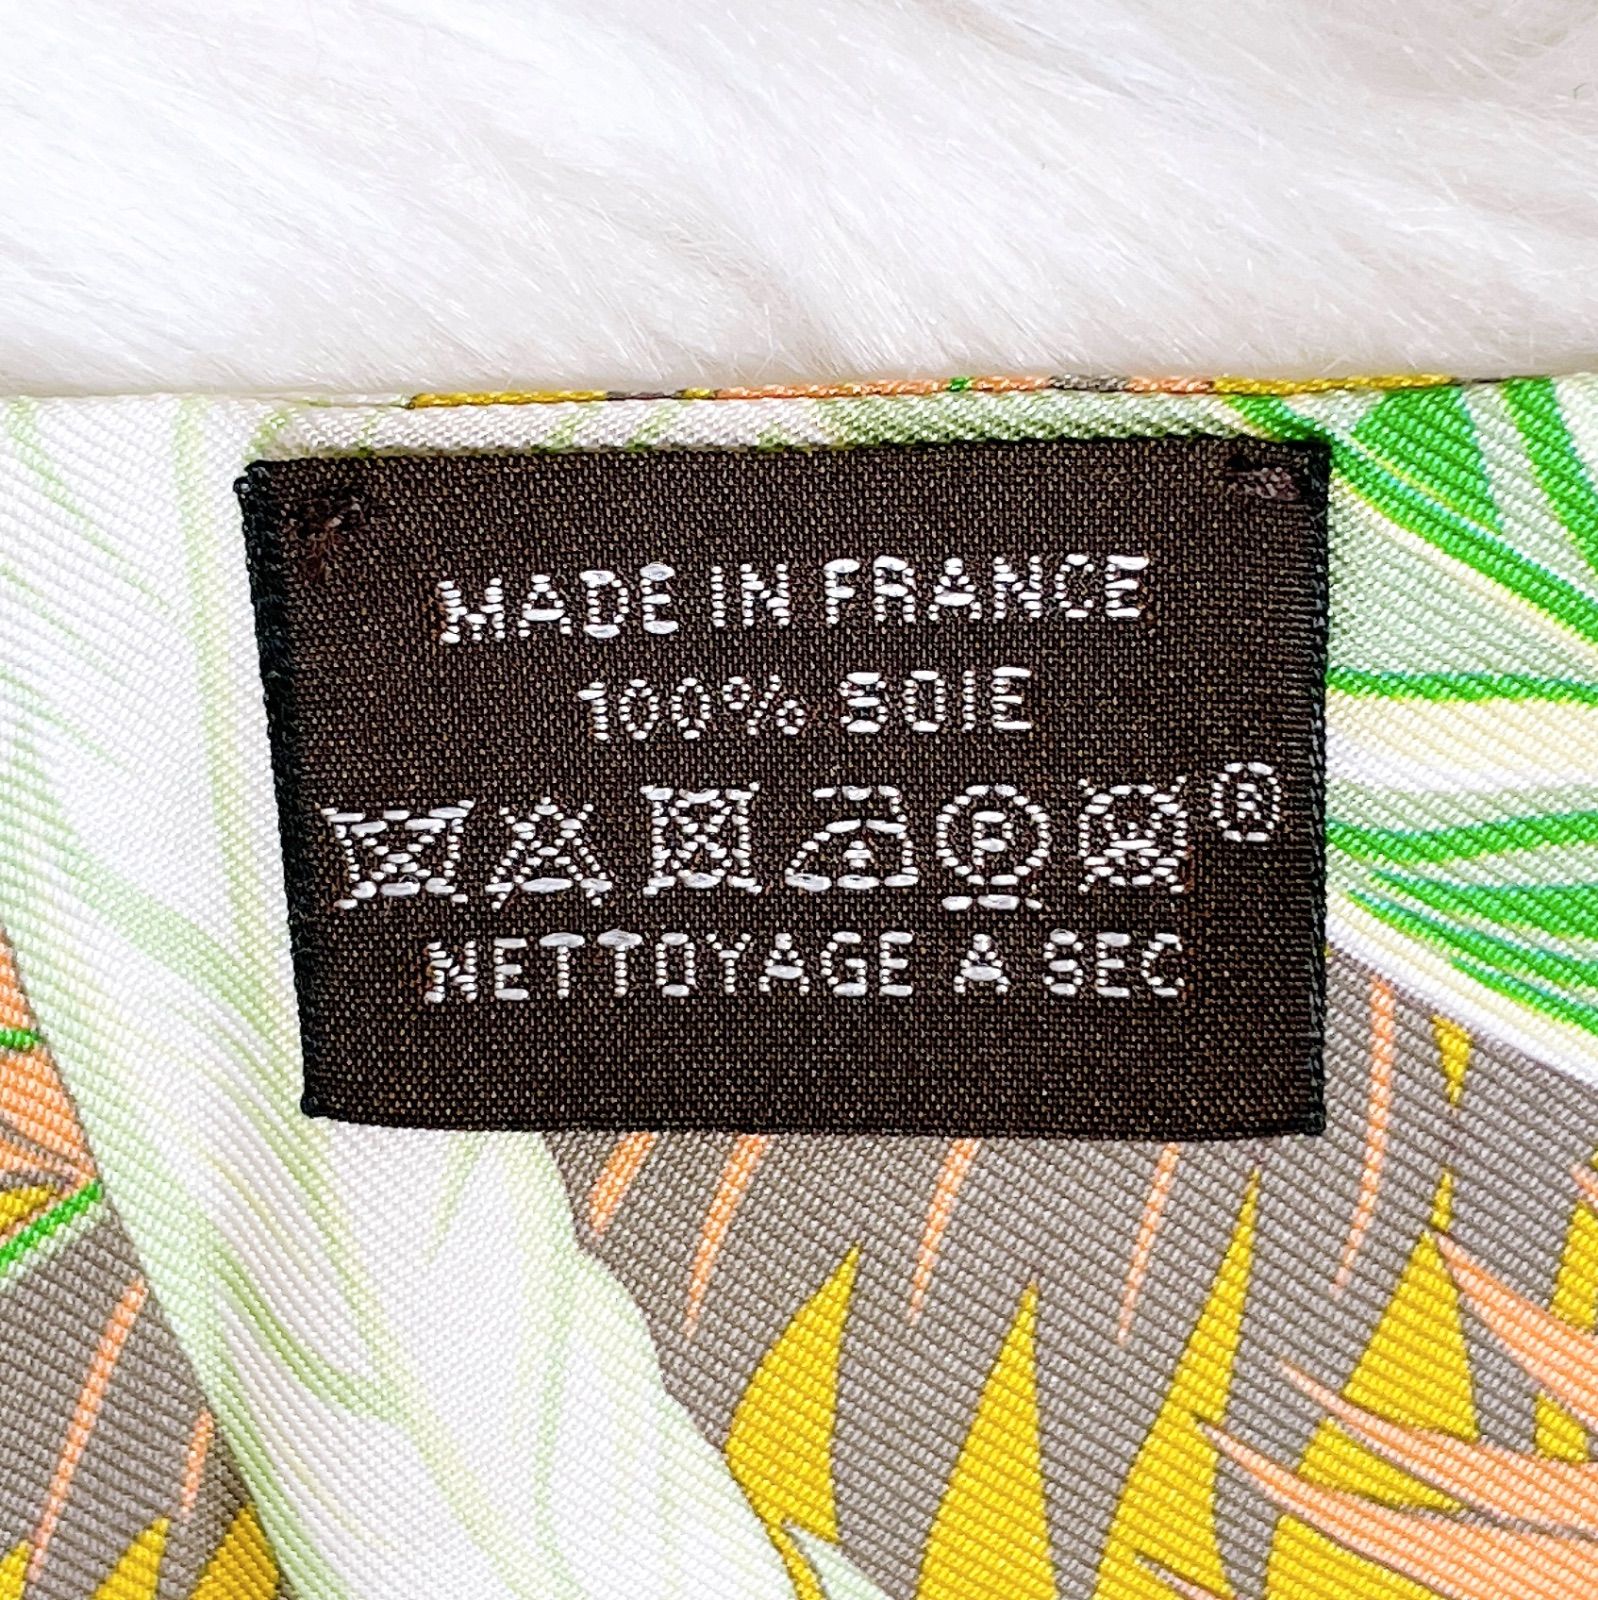 MADE IN FRANCE
100% SOIE
P ®
NETTOYAGE A SEC